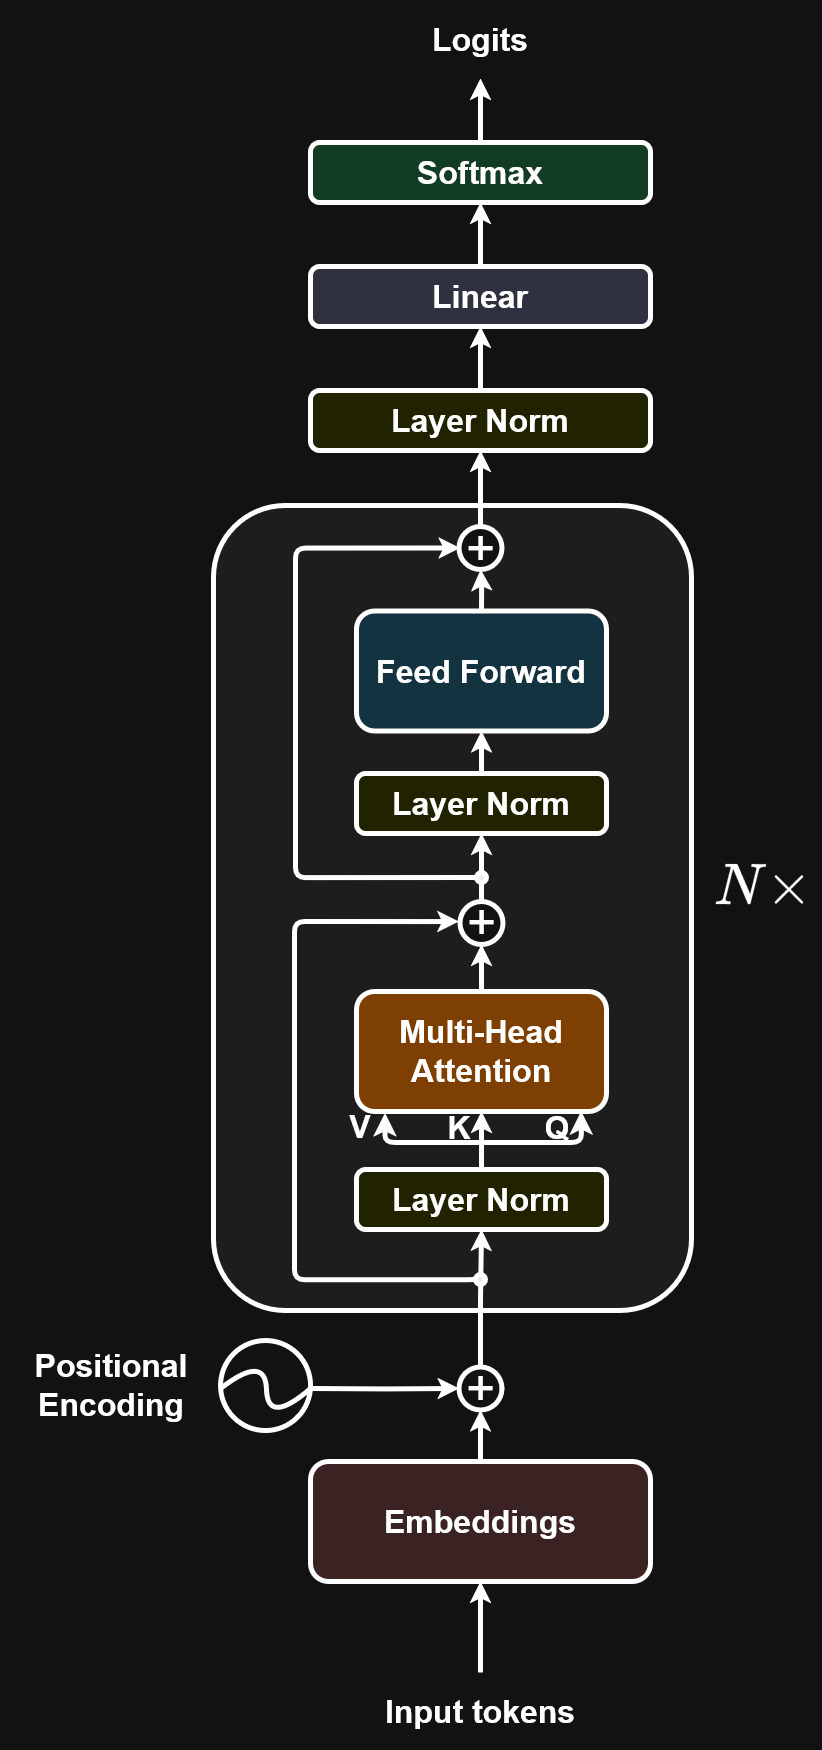 Logits
Softmax
Linear
Layer Norm
Feed Forward
Layer Norm
N×
Multi-Head
Attention
V K Q
Layer Norm
Positional
Encoding
Embeddings
Input tokens